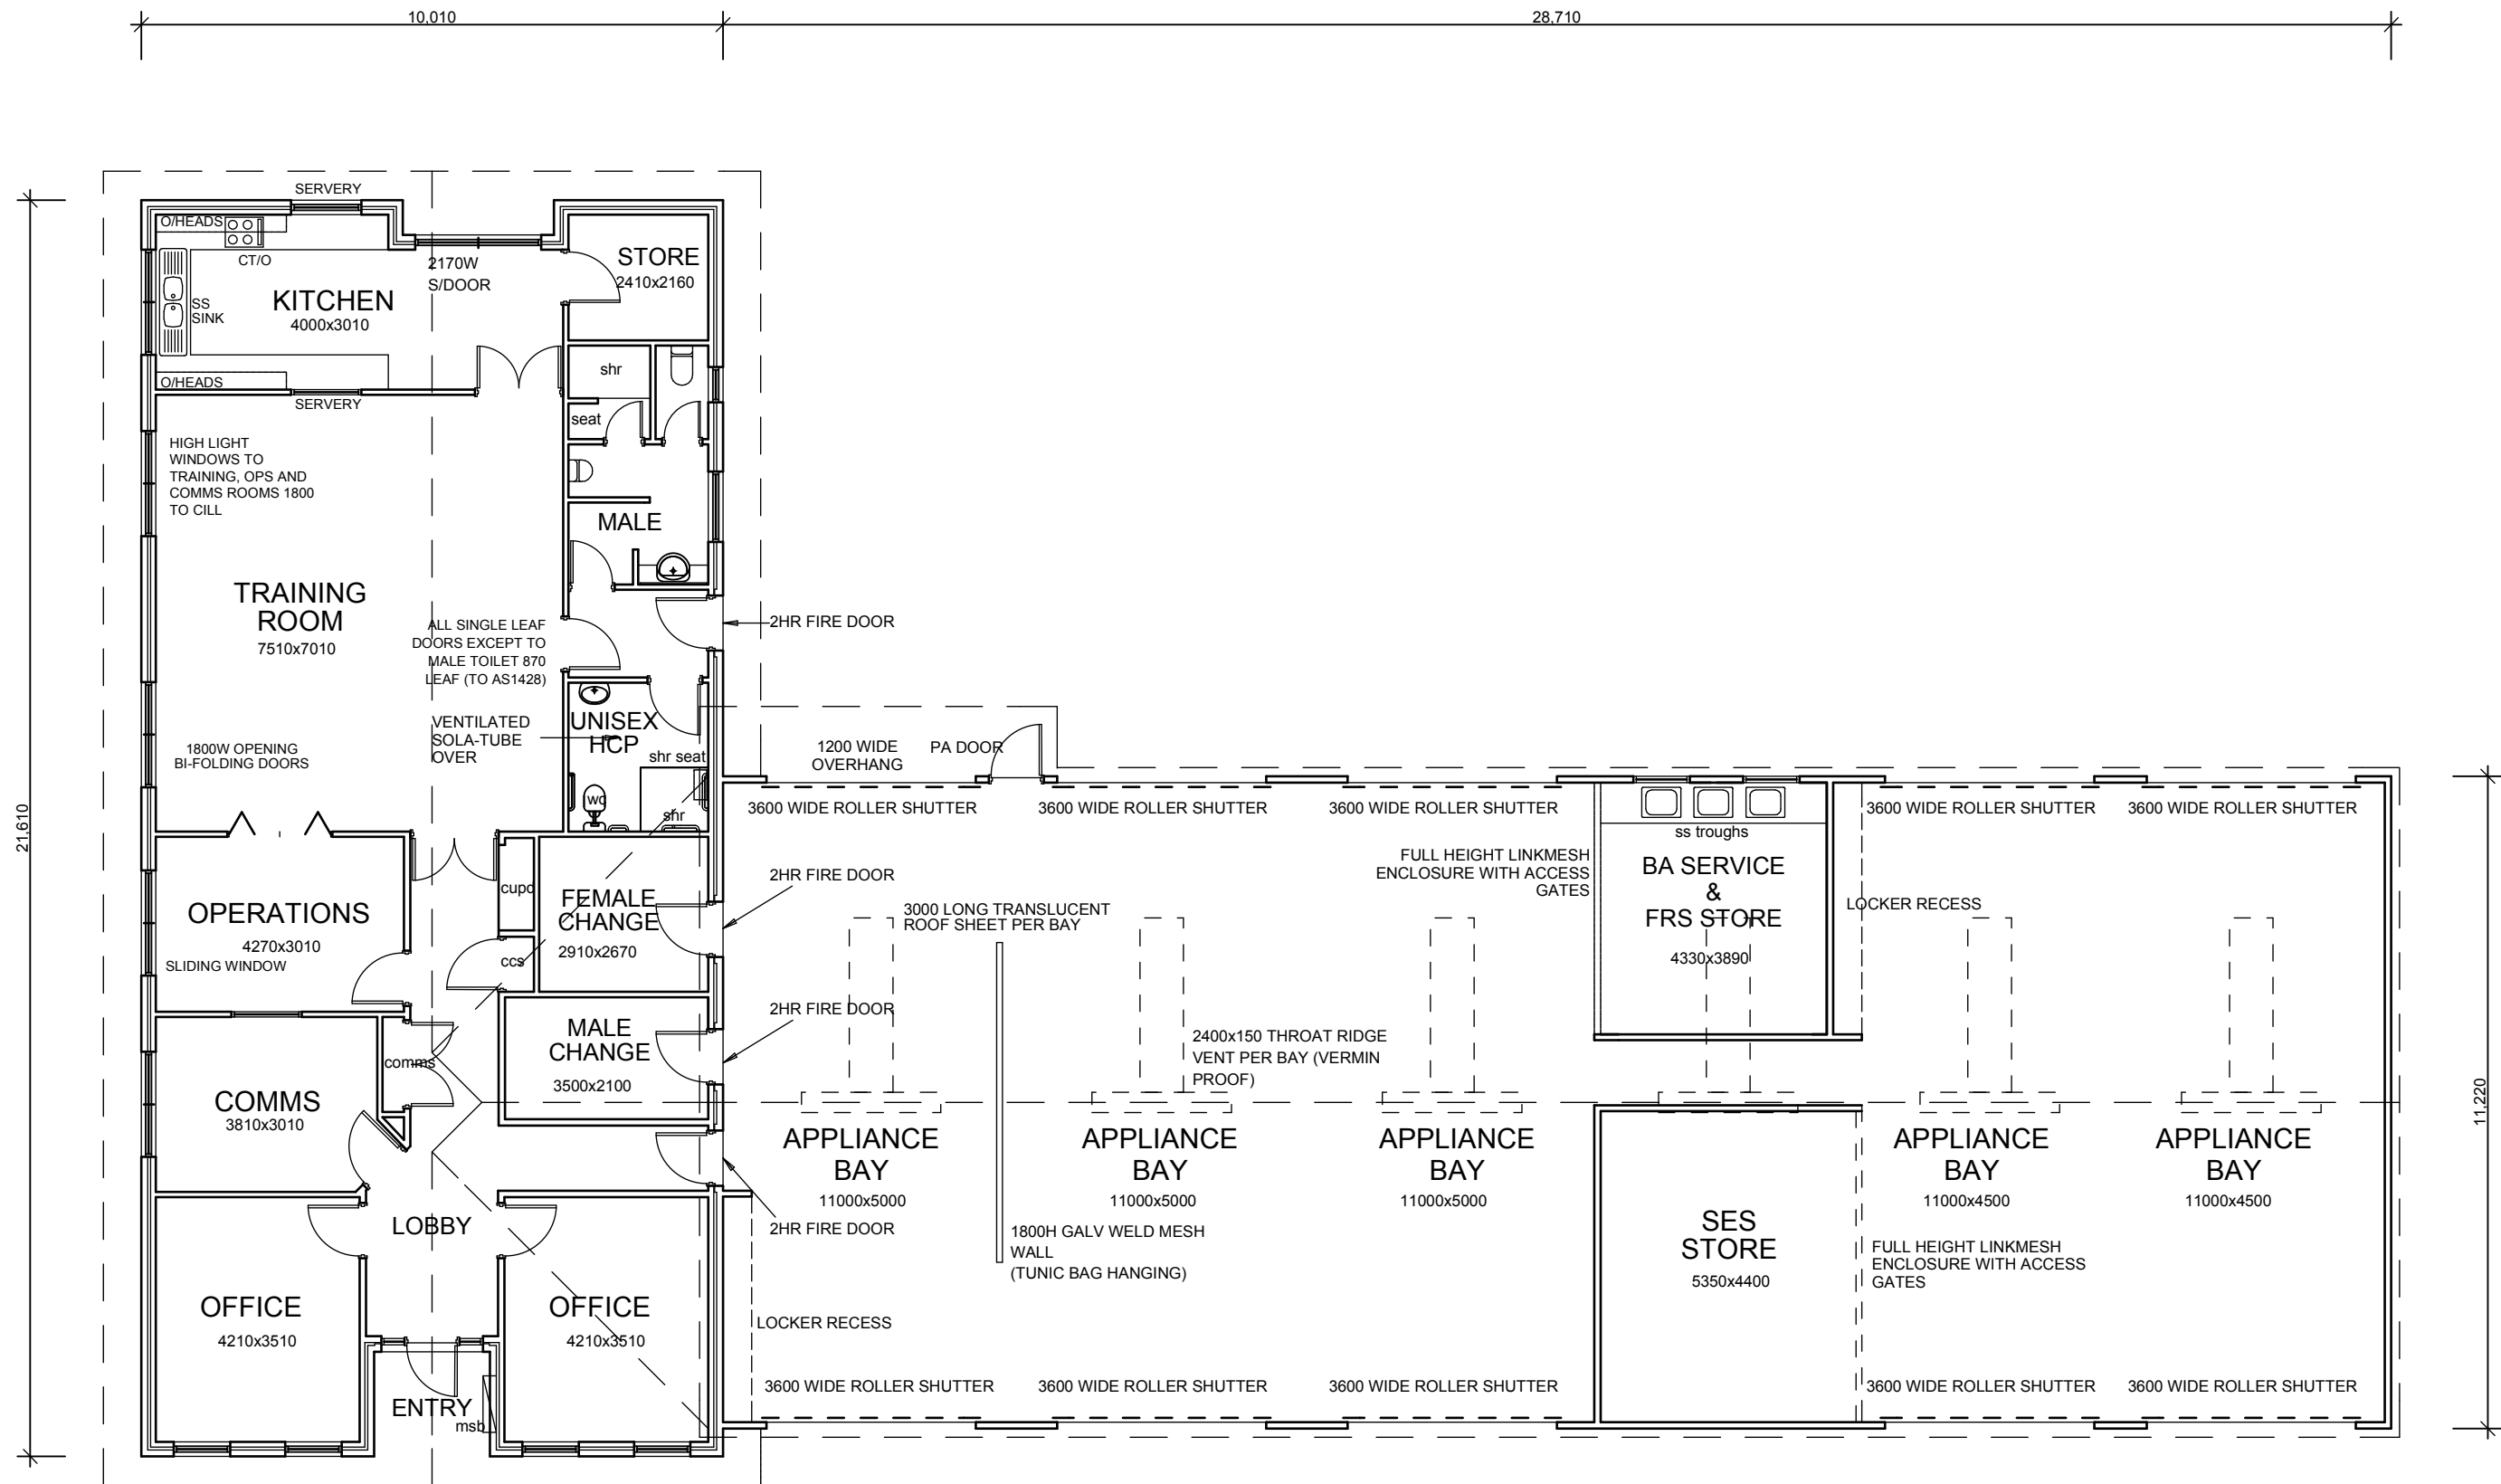 10,010
28,710
SERVERY
O/HEADS
CT/O
2170W
S/DOOR
STORE
2410x2160
SS
SINK
KITCHEN
4000x3010
O/HEADS
SERVERY
shr
seat
HIGH LIGHT
WINDOWS TO
TRAINING, OPS AND
COMMS ROOMS 1800
TO CILL
MALE
TRAINING
ROOM
7510x7010
ALL SINGLE LEAF
DOORS EXCEPT TO
MALE TOILET 870
LEAF (TO AS1428)
2HR FIRE DOOR
VENTILATED
SOLA-TUBE
OVER
UNISEX
HCP
shr seat
wc
shr
1800W OPENING
BI-FOLDING DOORS
1200 WIDE
OVERHANG
PA DOOR
21,610
3600 WIDE ROLLER SHUTTER
3600 WIDE ROLLER SHUTTER
3600 WIDE ROLLER SHUTTER
3600 WIDE ROLLER SHUTTER
3600 WIDE ROLLER SHUTTER
ss troughs
FULL HEIGHT LINKMESH
ENCLOSURE WITH ACCESS
GATES
BA SERVICE
&
FRS STORE
4330x3890
LOCKER RECESS
OPERATIONS
4270x3010
SLIDING WINDOW
cupd
ccs
FEMALE
CHANGE
2910x2670
2HR FIRE DOOR
3000 LONG TRANSLUCENT
ROOF SHEET PER BAY
MALE
CHANGE
3500x2100
2HR FIRE DOOR
2400x150 THROAT RIDGE
VENT PER BAY (VERMIN
PROOF)
comms
COMMS
3810x3010
11,220
APPLIANCE
BAY
11000x5000
APPLIANCE
BAY
11000x5000
APPLIANCE
BAY
11000x5000
APPLIANCE
BAY
11000x4500
APPLIANCE
BAY
11000x4500
LOBBY
2HR FIRE DOOR
1800H GALV WELD MESH
WALL
(TUNIC BAG HANGING)
SES
STORE
5350x4400
FULL HEIGHT LINKMESH
ENCLOSURE WITH ACCESS
GATES
OFFICE
4210x3510
OFFICE
4210x3510
LOCKER RECESS
ENTRY
msb
3600 WIDE ROLLER SHUTTER
3600 WIDE ROLLER SHUTTER
3600 WIDE ROLLER SHUTTER
3600 WIDE ROLLER SHUTTER
3600 WIDE ROLLER SHUTTER